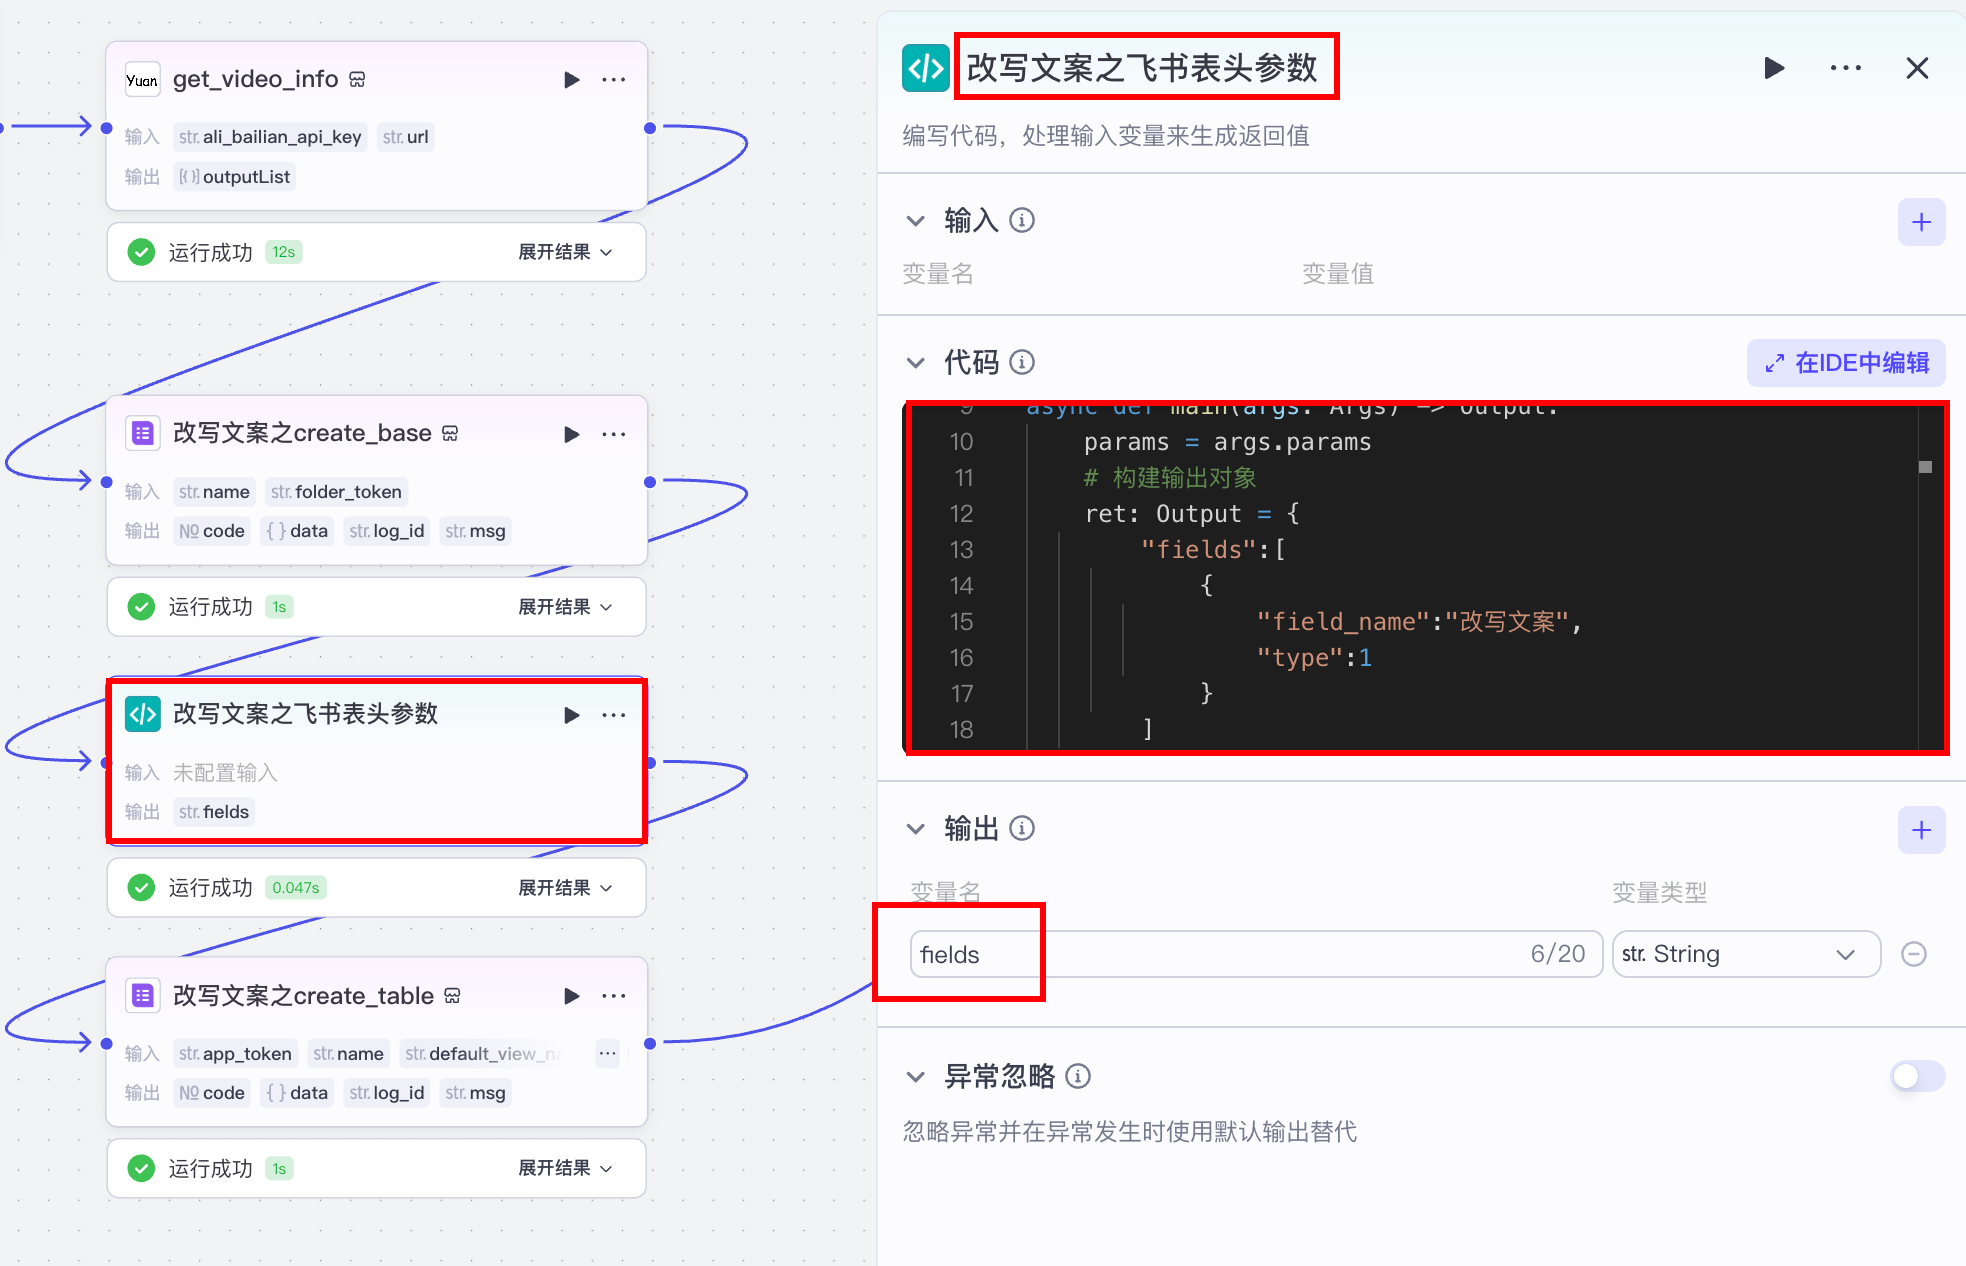 Yuan get_video_info
输入 str. ali_bailian_api_key str. url
输出 [{}] outputList
运行成功 12s 展开结果
改写文案之create_base
输入 str. name str. folder_token
输出 № code { } data str. log_id str. msg
运行成功 1s 展开结果
改写文案之飞书表头参数
输入 未配置输入
输出 str. fields
运行成功 0.047s 展开结果
改写文案之create_table
输入 str. app_token str. name str. default_view_na ···
输出 № code { } data str. log_id str. msg
运行成功 1s 展开结果
改写文案之飞书表头参数
编写代码，处理输入变量来生成返回值
输入
变量名 变量值
代码 在IDE中编辑
9 async def main(args: Args) -> Output:
10 params = args.params
11 # 构建输出对象
12 ret: Output = {
13 "fields":[
14 {
15 "field_name":"改写文案",
16 "type":1
17 }
18 ]
输出
变量名 变量类型
fields 6/20 str. String
异常忽略
忽略异常并在异常发生时使用默认输出替代